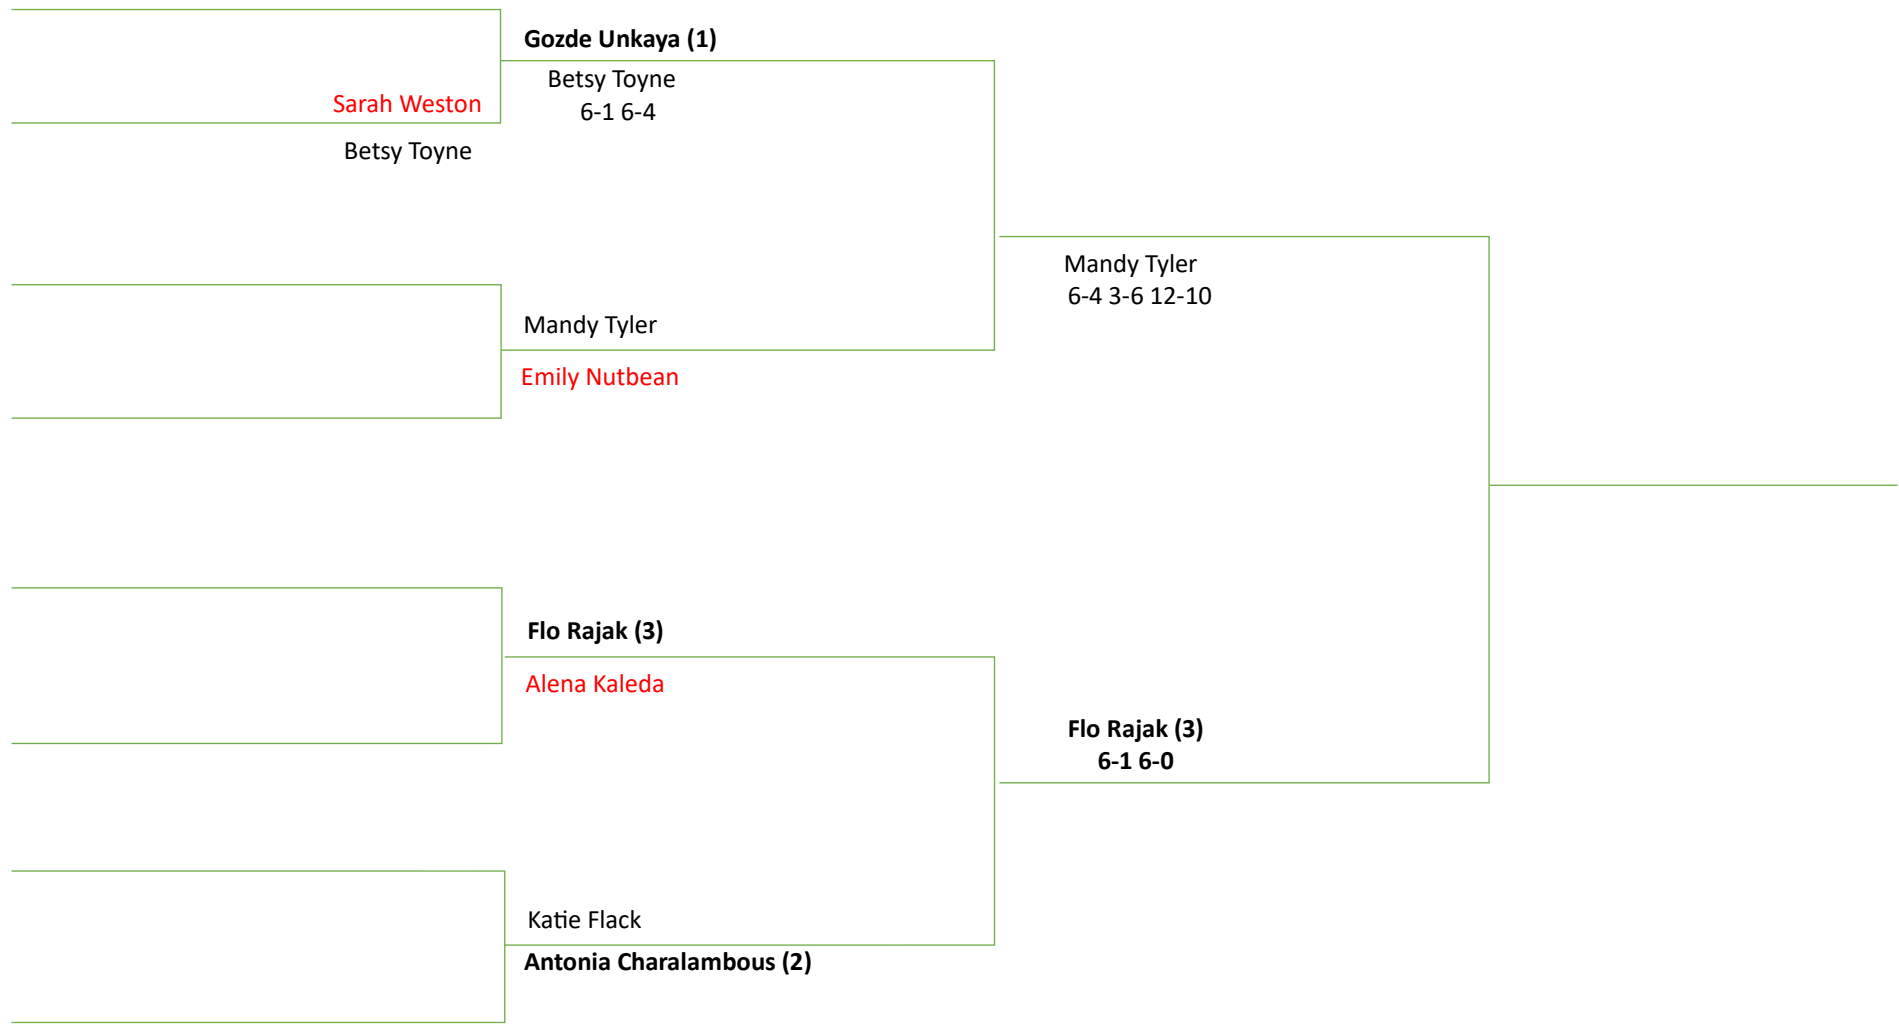 Sarah Weston
Betsy Toyne
Gozde Unkaya (1)
Betsy Toyne
6-1 6-4
Mandy Tyler
Emily Nutbean
Flo Rajak (3)
Alena Kaleda
Katie Flack
Antonia Charalambous (2)
Mandy Tyler
6-4 3-6 12-10
Flo Rajak (3)
6-1 6-0